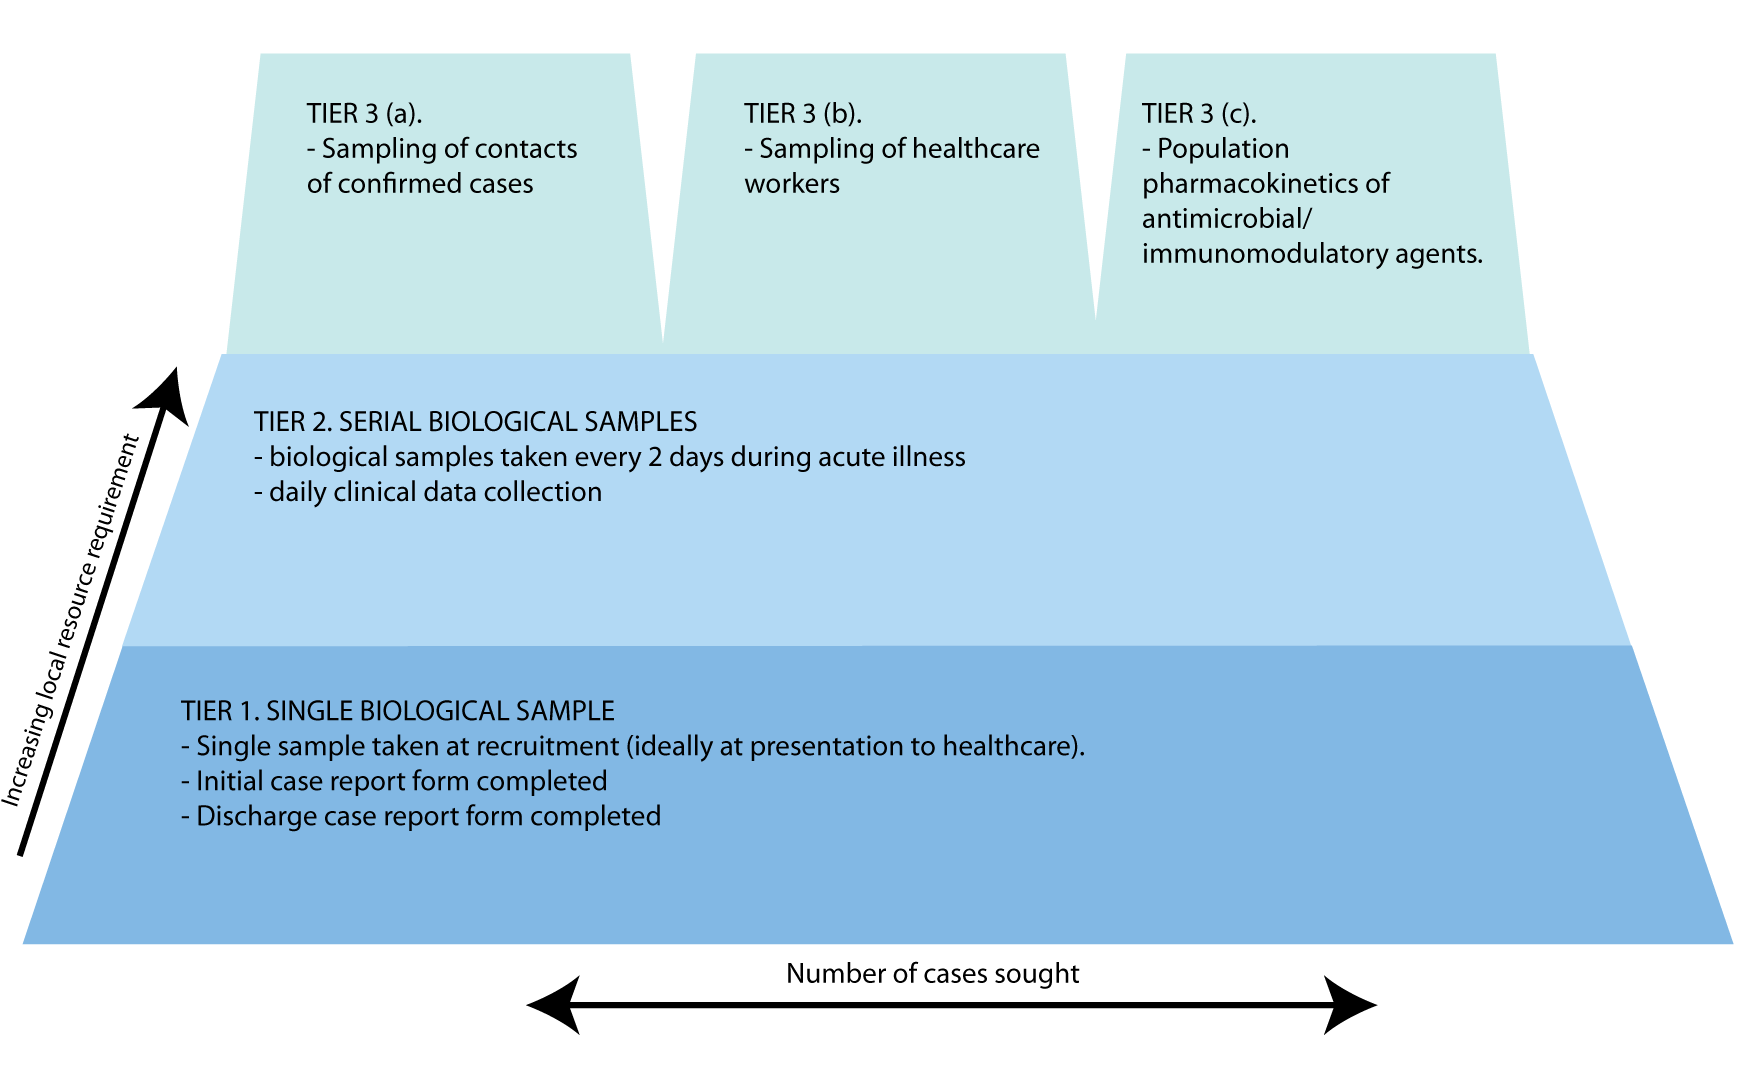 TIER 3 (a).
- Sampling of contacts
of confirmed cases
TIER 3 (b).
- Sampling of healthcare
workers
TIER 3 (c).
- Population
pharmacokinetics of
antimicrobial/
immunomodulatory agents.
TIER 2. SERIAL BIOLOGICAL SAMPLES
- biological samples taken every 2 days during acute illness
- daily clinical data collection
Increasing local resource requirement
TIER 1. SINGLE BIOLOGICAL SAMPLE
- Single sample taken at recruitment (ideally at presentation to healthcare).
- Initial case report form completed
- Discharge case report form completed
Number of cases sought